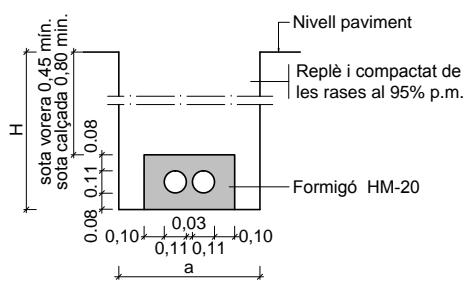 Nivell paviment
Replè i compactat de
les rases al 95% p.m.
H
sota vorera 0,45 mín.
sota calçada 0,80 mín.
0.08
0.11
0.08
Formigó HM-20
0,03
0,10
0,10
0,11
0,11
a